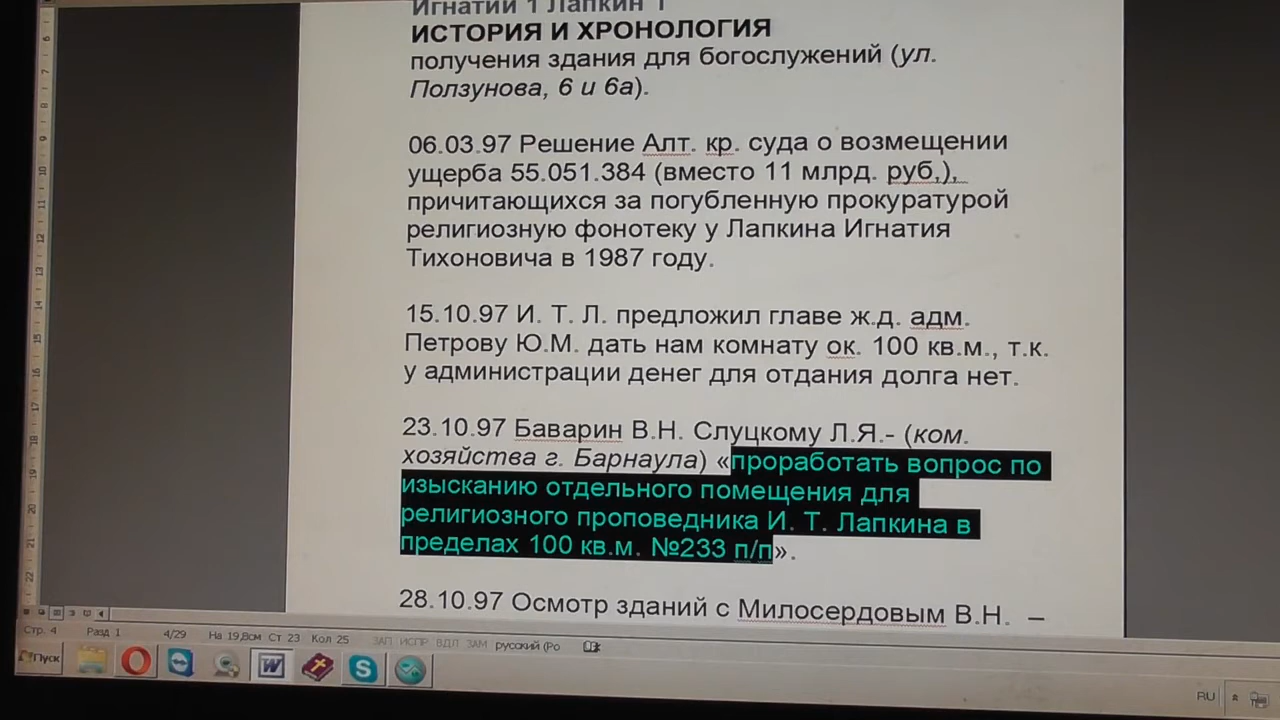 Игнатий 1 Лапкин 1
ИСТОРИЯ И ХРОНОЛОГИЯ
получения здания для богослужений (ул.
Ползунова, 6 и 6а).
06.03.97 Решение Алт. кр. суда о возмещении
ущерба 55.051.384 (вместо 11 млрд. руб,),
причитающихся за погубленную прокуратурой
религиозную фонотеку у Лапкина Игнатия
Тихоновича в 1987 году.
15.10.97 И. Т. Л. предложил главе ж.д. адм.
Петрову Ю.М. дать нам комнату ок. 100 кв.м., т.к.
у администрации денег для отдания долга нет.
23.10.97 Баварин В.Н. Слуцкому Л.Я.- (ком.
хозяйства г. Барнаула) «проработать вопрос по
изысканию отдельного помещения для
религиозного проповедника И. Т. Лапкина в
пределах 100 кв.м. №233 п/п».
28.10.97 Осмотр зданий с Милосердовым В.Н. –
Стр. 4 Разд 1 4/29 На 19,8см Ст 23 Кол 25 ЗАП ИСПР ВДЛ ЗАМ русский (Ро
Пуск
RU